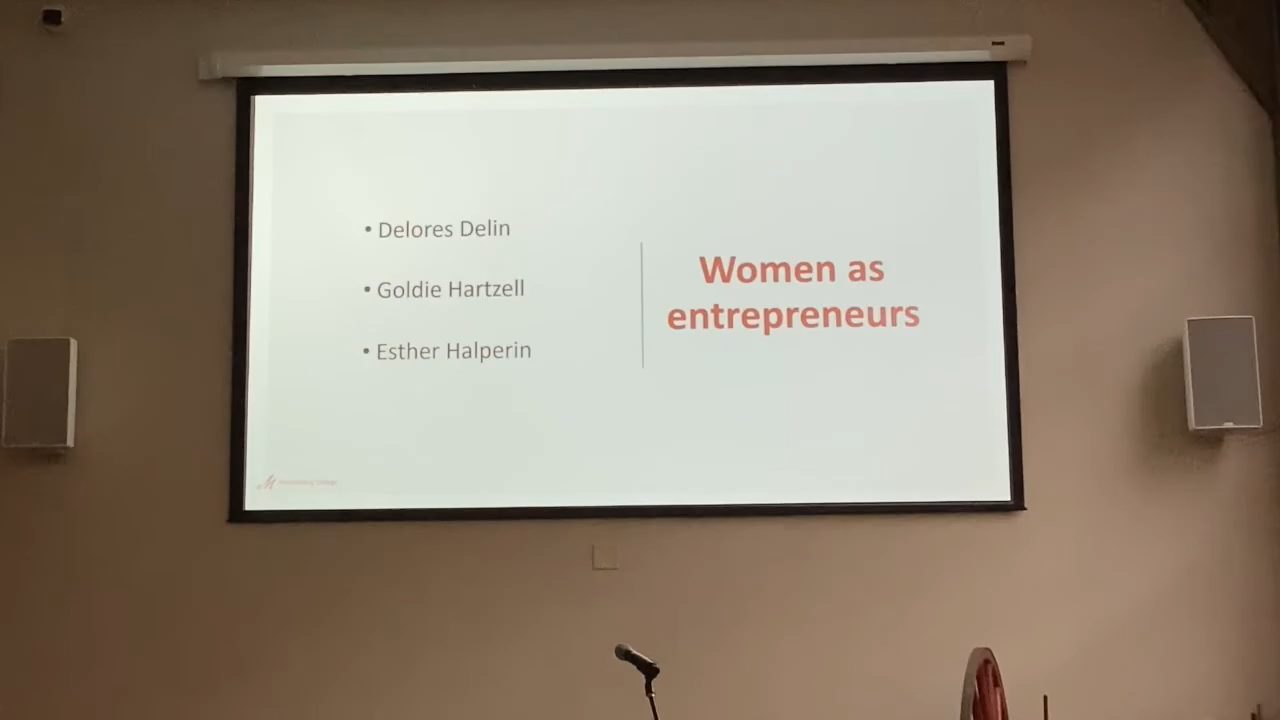 • Delores Delin
• Goldie Hartzell
• Esther Halperin
Women as
entrepreneurs